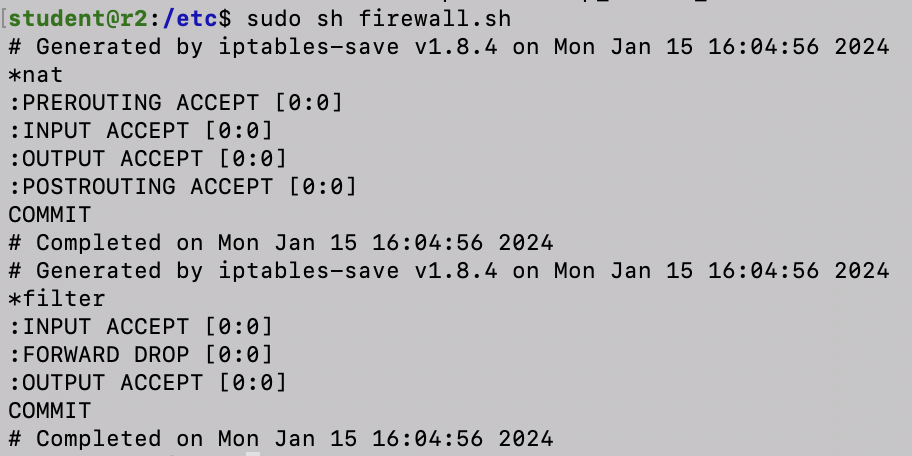 [student@r2:/etc$ sudo sh firewall.sh
# Generated by iptables-save v1.8.4 on Mon Jan 15 16:04:56 2024
*nat
:PREROUTING ACCEPT [0:0]
:INPUT ACCEPT [0:0]
:OUTPUT ACCEPT [0:0]
:POSTROUTING ACCEPT [0:0]
COMMIT
# Completed on Mon Jan 15 16:04:56 2024
# Generated by iptables-save v1.8.4 on Mon Jan 15 16:04:56 2024
*filter
:INPUT ACCEPT [0:0]
:FORWARD DROP [0:0]
:OUTPUT ACCEPT [0:0]
COMMIT
# Completed on Mon Jan 15 16:04:56 2024